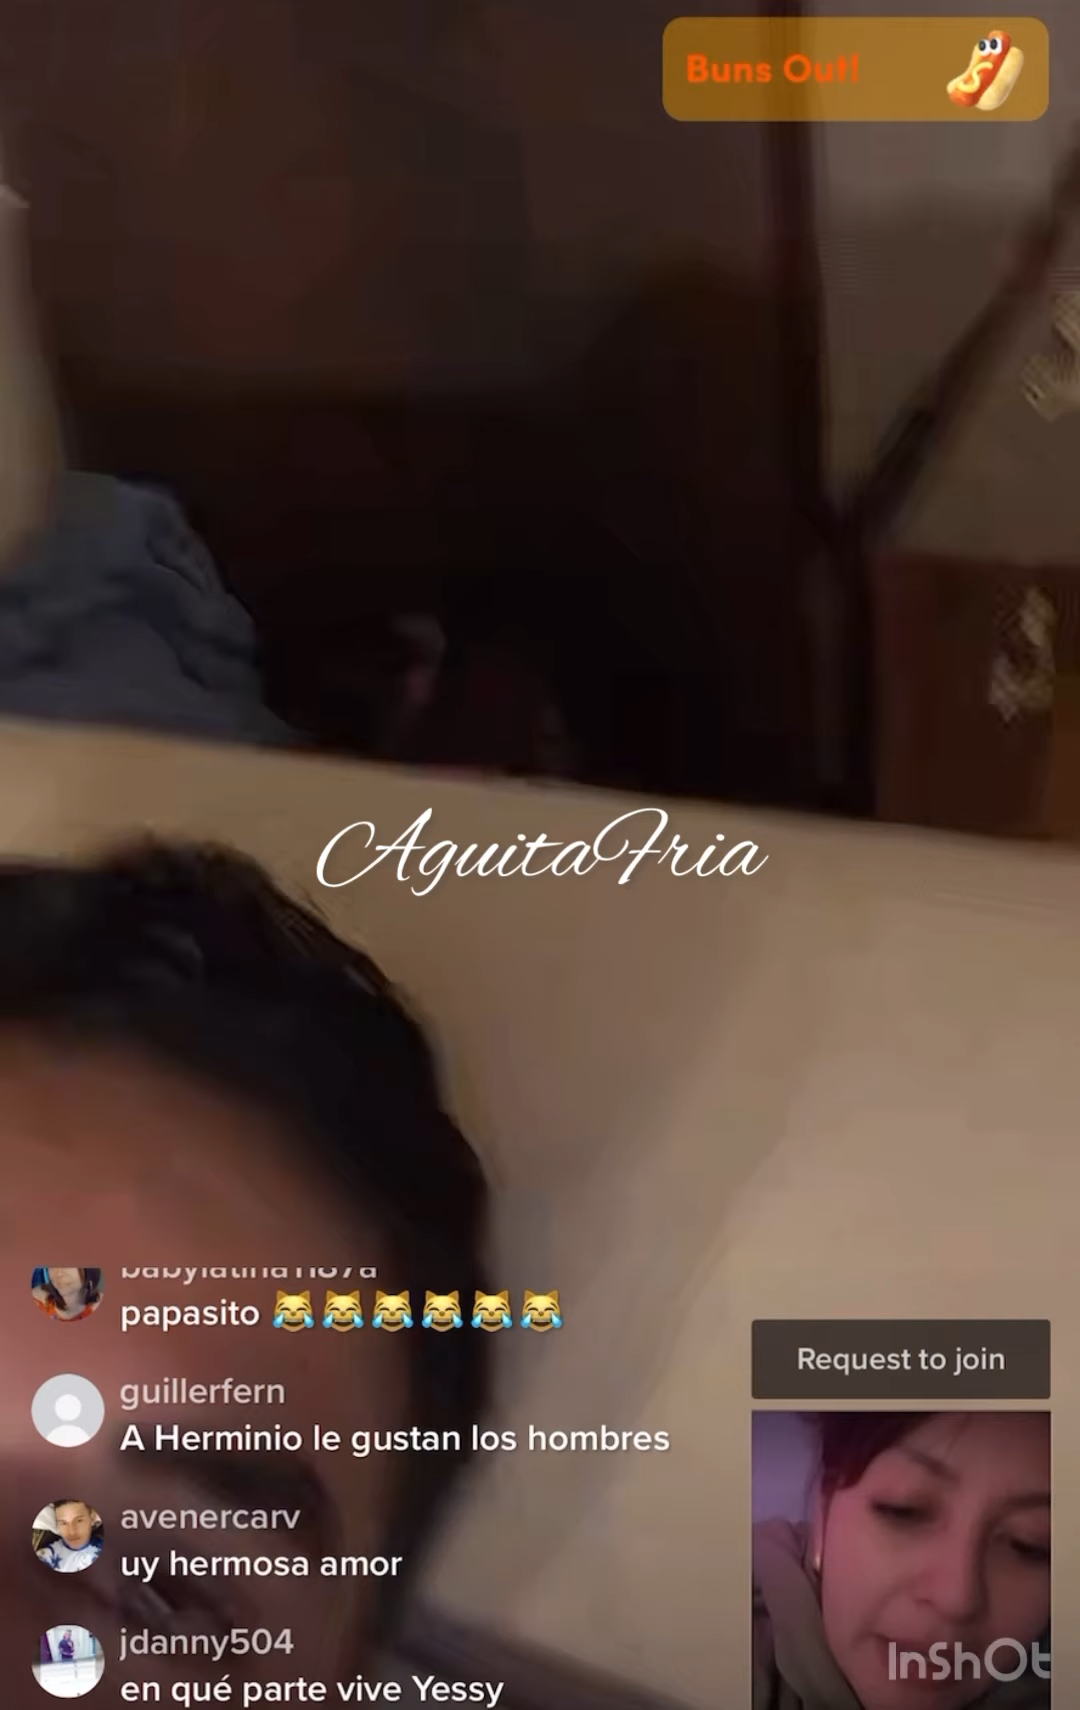 Buns Out!
AguitaFria
papasito 😹😹😹😹😹😹
guillerfern
A Herminio le gustan los hombres
Request to join
avenercarv
uy hermosa amor
jdanny504
en qué parte vive Yessy
InShOt